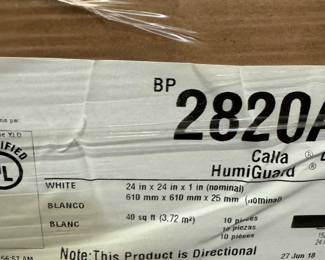 BP
2820A
Calla ®
HumiGuard ®
WHITE 24 in x 24 in x 1 in (nominal)
BLANCO 610 mm x 610 mm x 25 mm (nominal)
BLANC 40 sq ft (3.72 m²) 10 pieces
10 piezas
10 pièces
Note: This Product is Directional
27 Jun 18